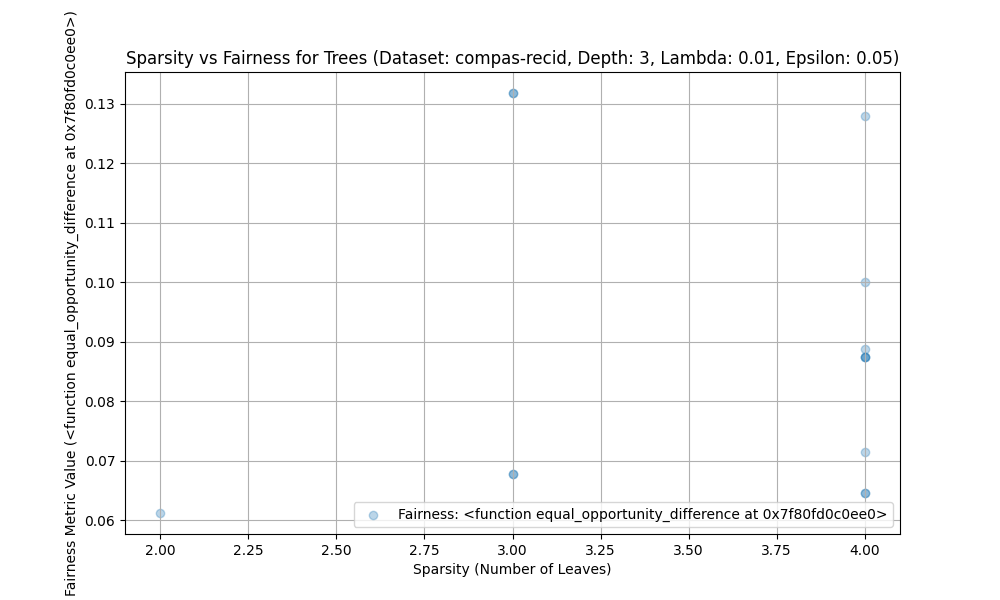 Sparsity vs Fairness for Trees (Dataset: compas-recid, Depth: 3, Lambda: 0.01, Epsilon: 0.05)
Fairness Metric Value (<function equal_opportunity_difference at 0x7f80fd0c0ee0>)
0.13
0.12
0.11
0.10
0.09
0.08
0.07
0.06
Fairness: <function equal_opportunity_difference at 0x7f80fd0c0ee0>
2.00 2.25 2.50 2.75 3.00 3.25 3.50 3.75 4.00
Sparsity (Number of Leaves)